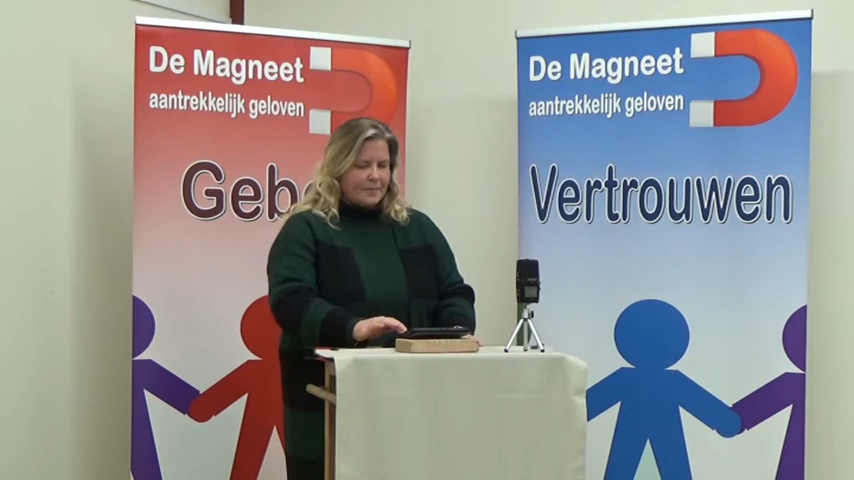 De Magneet
aantrekkelijk geloven
De Magneet
aantrekkelijk geloven
Vertrouwen